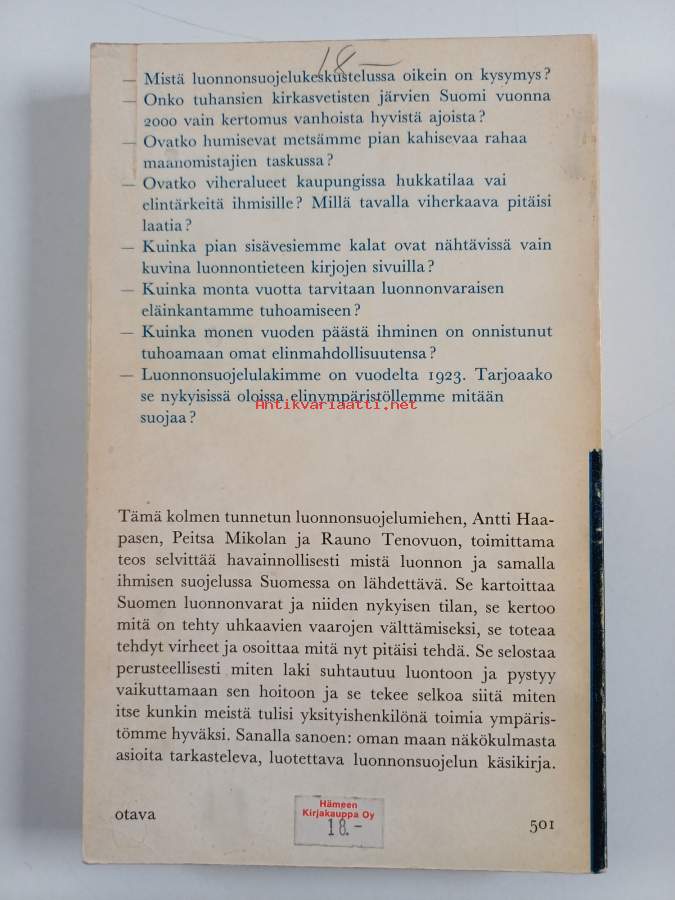 18-
— Mistä luonnonsuojelukeskustelussa oikein on kysymys?
— Onko tuhansien kirkasvetisten järvien Suomi vuonna
2000 vain kertomus vanhoista hyvistä ajoista?
— Ovatko humisevat metsämme pian kahisevaa rahaa
maanomistajien taskussa?
— Ovatko viheralueet kaupungissa hukkatilaa vai
elintärkeitä ihmisille? Millä tavalla viherkaava pitäisi
laatia?
— Kuinka pian sisävesiemme kalat ovat nähtävissä vain
kuvina luonnontieteen kirjojen sivuilla?
— Kuinka monta vuotta tarvitaan luonnonvaraisen
eläinkantamme tuhoamiseen?
— Kuinka monen vuoden päästä ihminen on onnistunut
tuhoamaan omat elinmahdollisuutensa?
— Luonnonsuojelulakimme on vuodelta 1923. Tarjoaako
se nykyisissä oloissa elinympäristöllemme mitään
suojaa?
Antikvariaatti.net
Tämä kolmen tunnetun luonnonsuojelumiehen, Antti Haa-
pasen, Peitsa Mikolan ja Rauno Tenovuon, toimittama
teos selvittää havainnollisesti mistä luonnon ja samalla
ihmisen suojelussa Suomessa on lähdettävä. Se kartoittaa
Suomen luonnonvarat ja niiden nykyisen tilan, se kertoo
mitä on tehty uhkaavien vaarojen välttämiseksi, se toteaa
tehdyt virheet ja osoittaa mitä nyt pitäisi tehdä. Se selostaa
perusteellisesti miten laki suhtautuu luontoon ja pystyy
vaikuttamaan sen hoitoon ja se tekee selkoa siitä miten
itse kunkin meistä tulisi yksityishenkilönä toimia ympäris-
tömme hyväksi. Sanalla sanoen: oman maan näkökulmasta
asioita tarkasteleva, luotettava luonnonsuojelun käsikirja.
otava
Hämeen
Kirjakauppa Oy
18.-
501